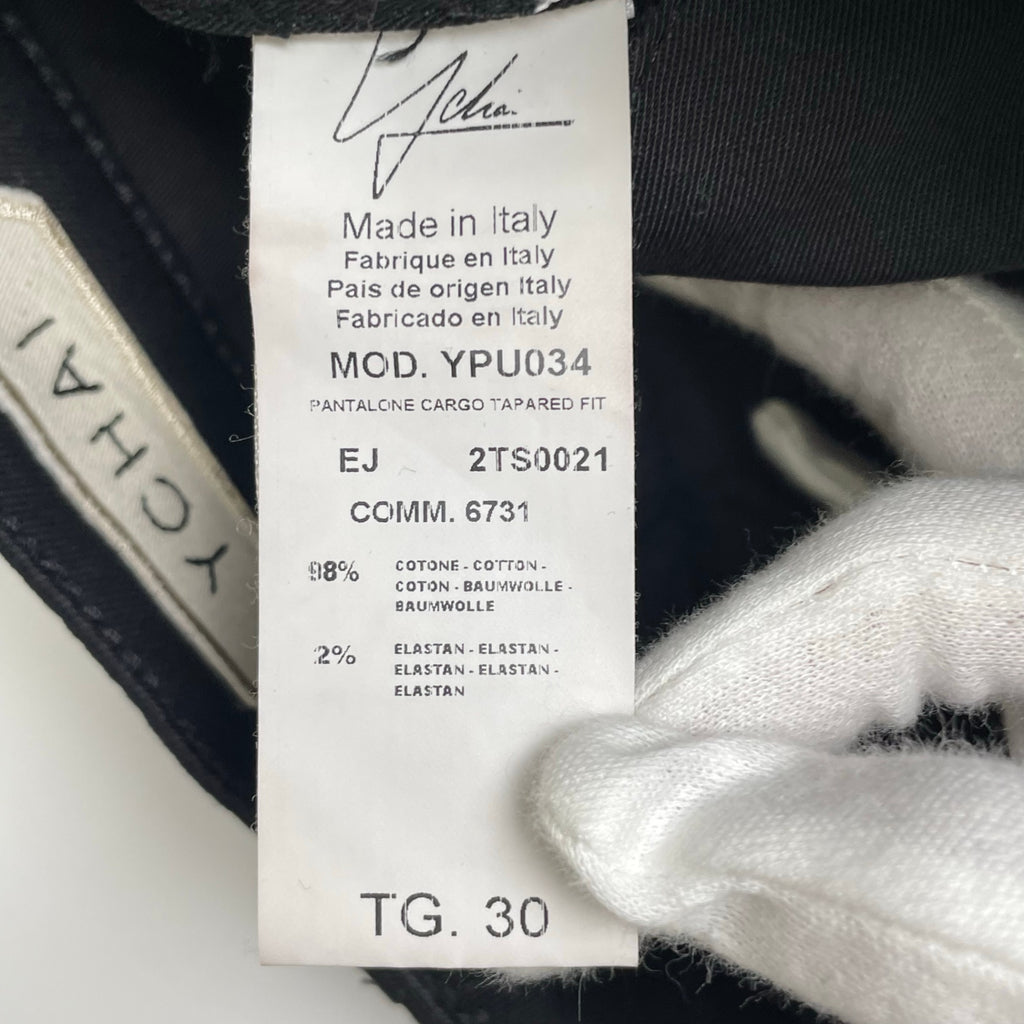 Ychai
Made in Italy
Fabrique en Italy
Pais de origen Italy
Fabricado en Italy
MOD. YPU034
PANTALONE CARGO TAPARED FIT
EJ 2TS0021
COMM. 6731
98% COTONE - COTTON -
COTON - BAUMWOLLE -
BAUMWOLLE
2% ELASTAN - ELASTAN -
ELASTAN - ELASTAN -
ELASTAN
TG. 30
YCHAI